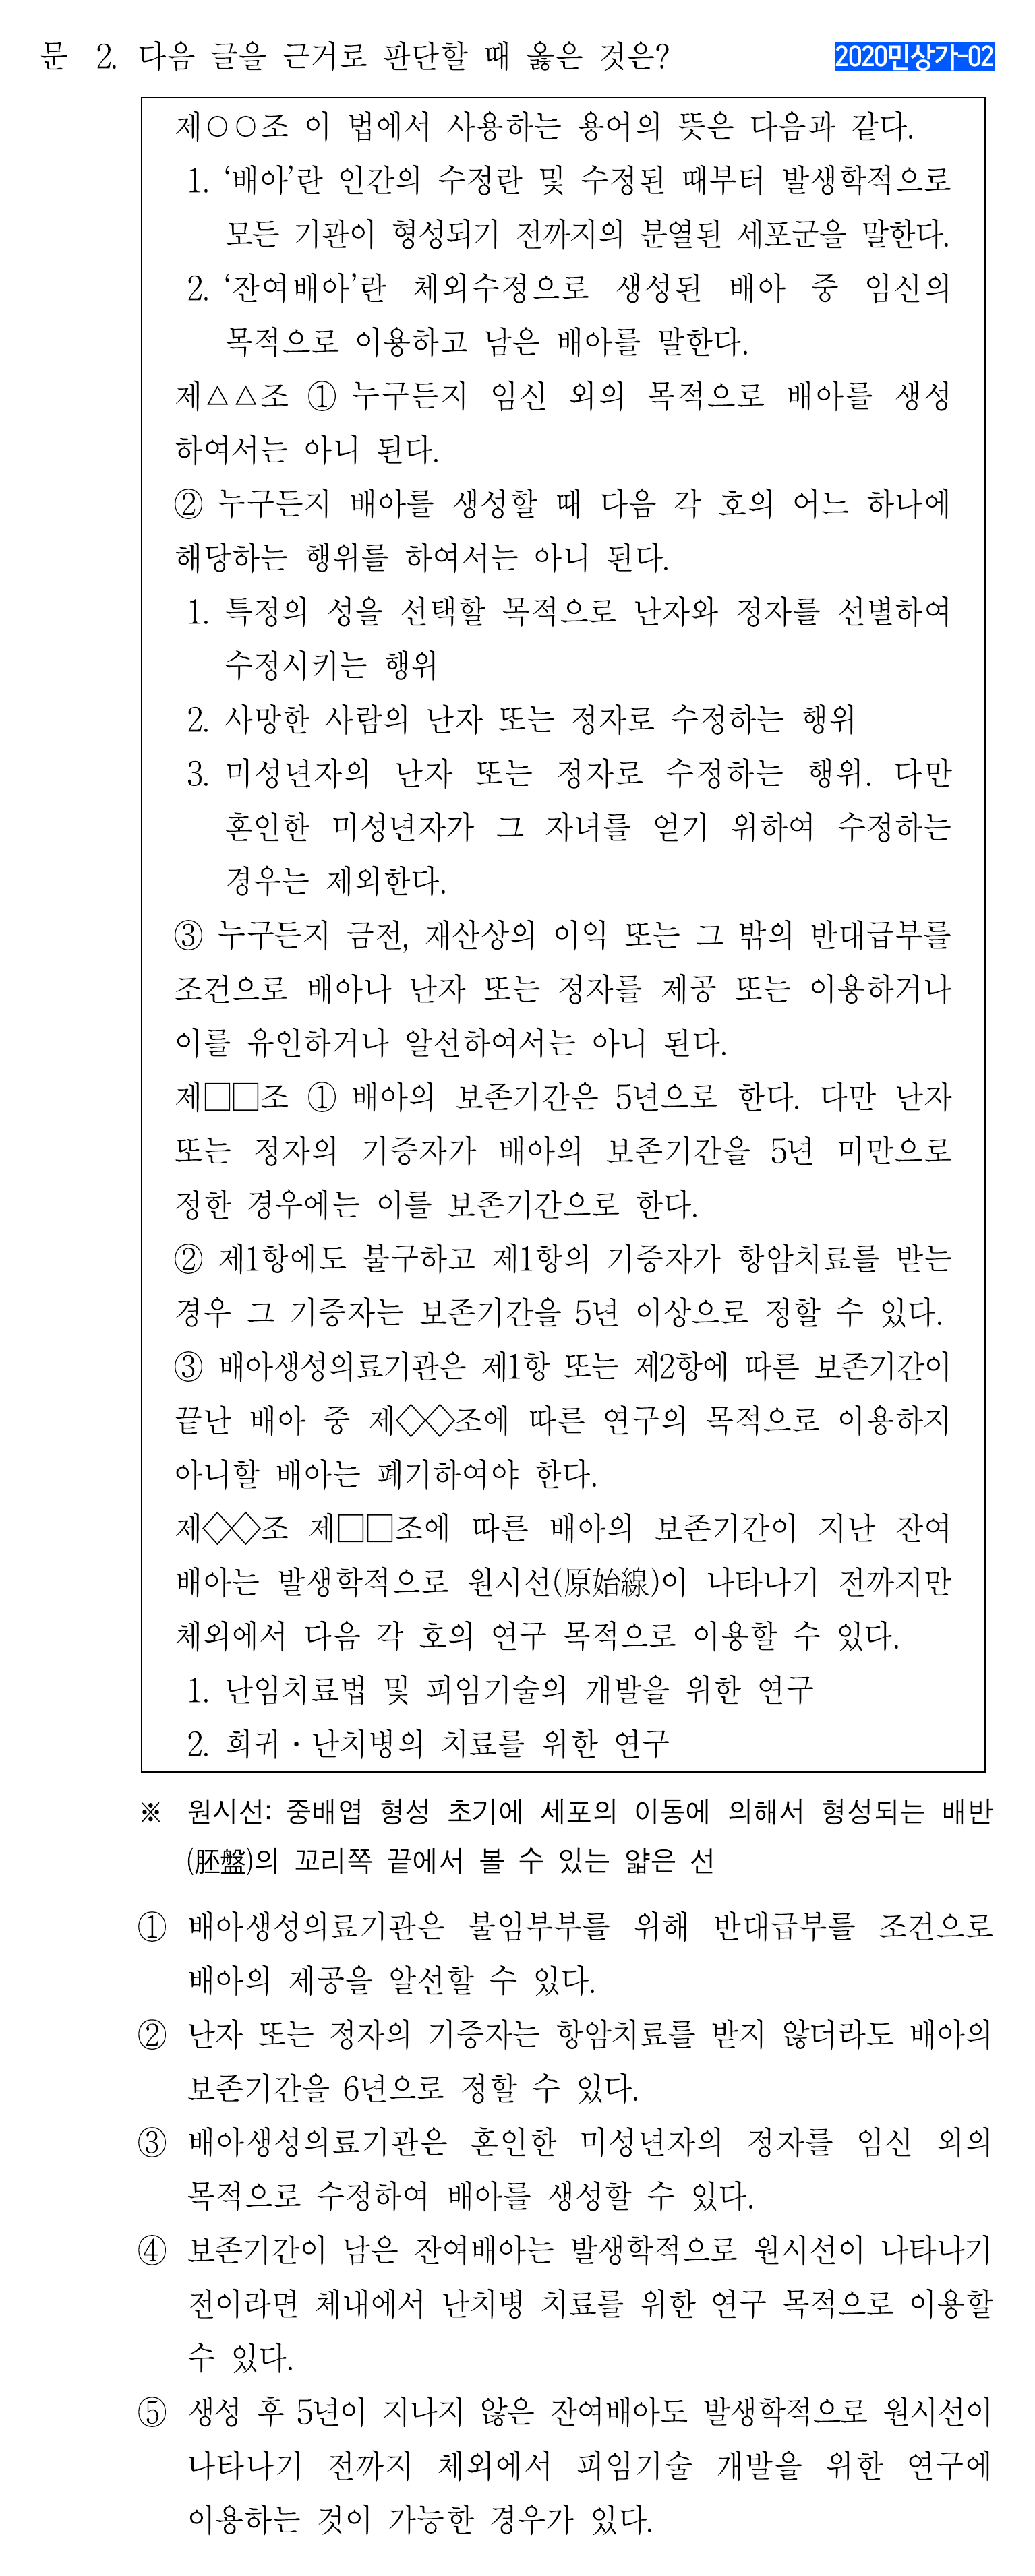 문 2. 다음 글을 근거로 판단할 때 옳은 것은?
2020민상가-02
제○○조 이 법에서 사용하는 용어의 뜻은 다음과 같다.
1. ‘배아’란 인간의 수정란 및 수정된 때부터 발생학적으로
모든 기관이 형성되기 전까지의 분열된 세포군을 말한다.
2. ‘잔여배아’란 체외수정으로 생성된 배아 중 임신의
목적으로 이용하고 남은 배아를 말한다.
제△△조 ① 누구든지 임신 외의 목적으로 배아를 생성
하여서는 아니 된다.
② 누구든지 배아를 생성할 때 다음 각 호의 어느 하나에
해당하는 행위를 하여서는 아니 된다.
1. 특정의 성을 선택할 목적으로 난자와 정자를 선별하여
수정시키는 행위
2. 사망한 사람의 난자 또는 정자로 수정하는 행위
3. 미성년자의 난자 또는 정자로 수정하는 행위. 다만
혼인한 미성년자가 그 자녀를 얻기 위하여 수정하는
경우는 제외한다.
③ 누구든지 금전, 재산상의 이익 또는 그 밖의 반대급부를
조건으로 배아나 난자 또는 정자를 제공 또는 이용하거나
이를 유인하거나 알선하여서는 아니 된다.
제□□조 ① 배아의 보존기간은 5년으로 한다. 다만 난자
또는 정자의 기증자가 배아의 보존기간을 5년 미만으로
정한 경우에는 이를 보존기간으로 한다.
② 제1항에도 불구하고 제1항의 기증자가 항암치료를 받는
경우 그 기증자는 보존기간을 5년 이상으로 정할 수 있다.
③ 배아생성의료기관은 제1항 또는 제2항에 따른 보존기간이
끝난 배아 중 제◇◇조에 따른 연구의 목적으로 이용하지
아니할 배아는 폐기하여야 한다.
제◇◇조 제□□조에 따른 배아의 보존기간이 지난 잔여
배아는 발생학적으로 원시선(原始線)이 나타나기 전까지만
체외에서 다음 각 호의 연구 목적으로 이용할 수 있다.
1. 난임치료법 및 피임기술의 개발을 위한 연구
2. 희귀·난치병의 치료를 위한 연구
※ 원시선: 중배엽 형성 초기에 세포의 이동에 의해서 형성되는 배반
(胚盤)의 꼬리쪽 끝에서 볼 수 있는 얇은 선
① 배아생성의료기관은 불임부부를 위해 반대급부를 조건으로
배아의 제공을 알선할 수 있다.
② 난자 또는 정자의 기증자는 항암치료를 받지 않더라도 배아의
보존기간을 6년으로 정할 수 있다.
③ 배아생성의료기관은 혼인한 미성년자의 정자를 임신 외의
목적으로 수정하여 배아를 생성할 수 있다.
④ 보존기간이 남은 잔여배아는 발생학적으로 원시선이 나타나기
전이라면 체내에서 난치병 치료를 위한 연구 목적으로 이용할
수 있다.
⑤ 생성 후 5년이 지나지 않은 잔여배아도 발생학적으로 원시선이
나타나기 전까지 체외에서 피임기술 개발을 위한 연구에
이용하는 것이 가능한 경우가 있다.